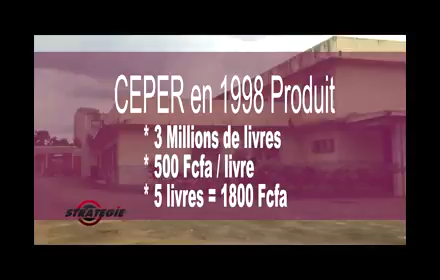 CEPER en 1998 Produit
* 3 Millions de livres
* 500 Fcfa / livre
* 5 livres = 1800 Fcfa
STRATEGIE